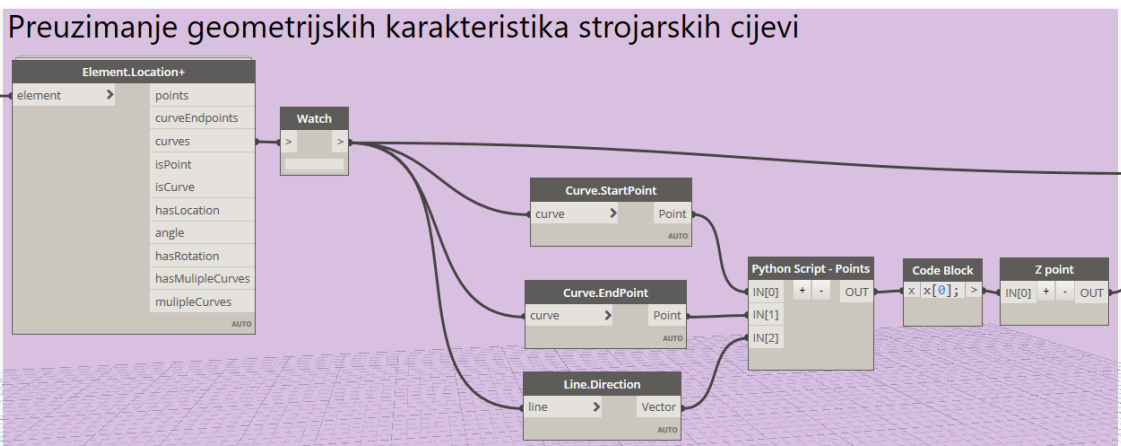 Preuzimanje geometrijskih karakteristika strojarskih cijevi
Element.Location+
element >
points
curveEndpoints
curves
isPoint
isCurve
hasLocation
angle
hasRotation
hasMulipleCurves
mulipleCurves
AUTO
Watch
> >
Curve.StartPoint
curve > Point
AUTO
Curve.EndPoint
curve > Point
AUTO
Line.Direction
line > Vector
AUTO
Python Script - Points
IN[0] + - OUT
IN[1]
IN[2]
Code Block
x x[0]; >
Z point
IN[0] + - OUT